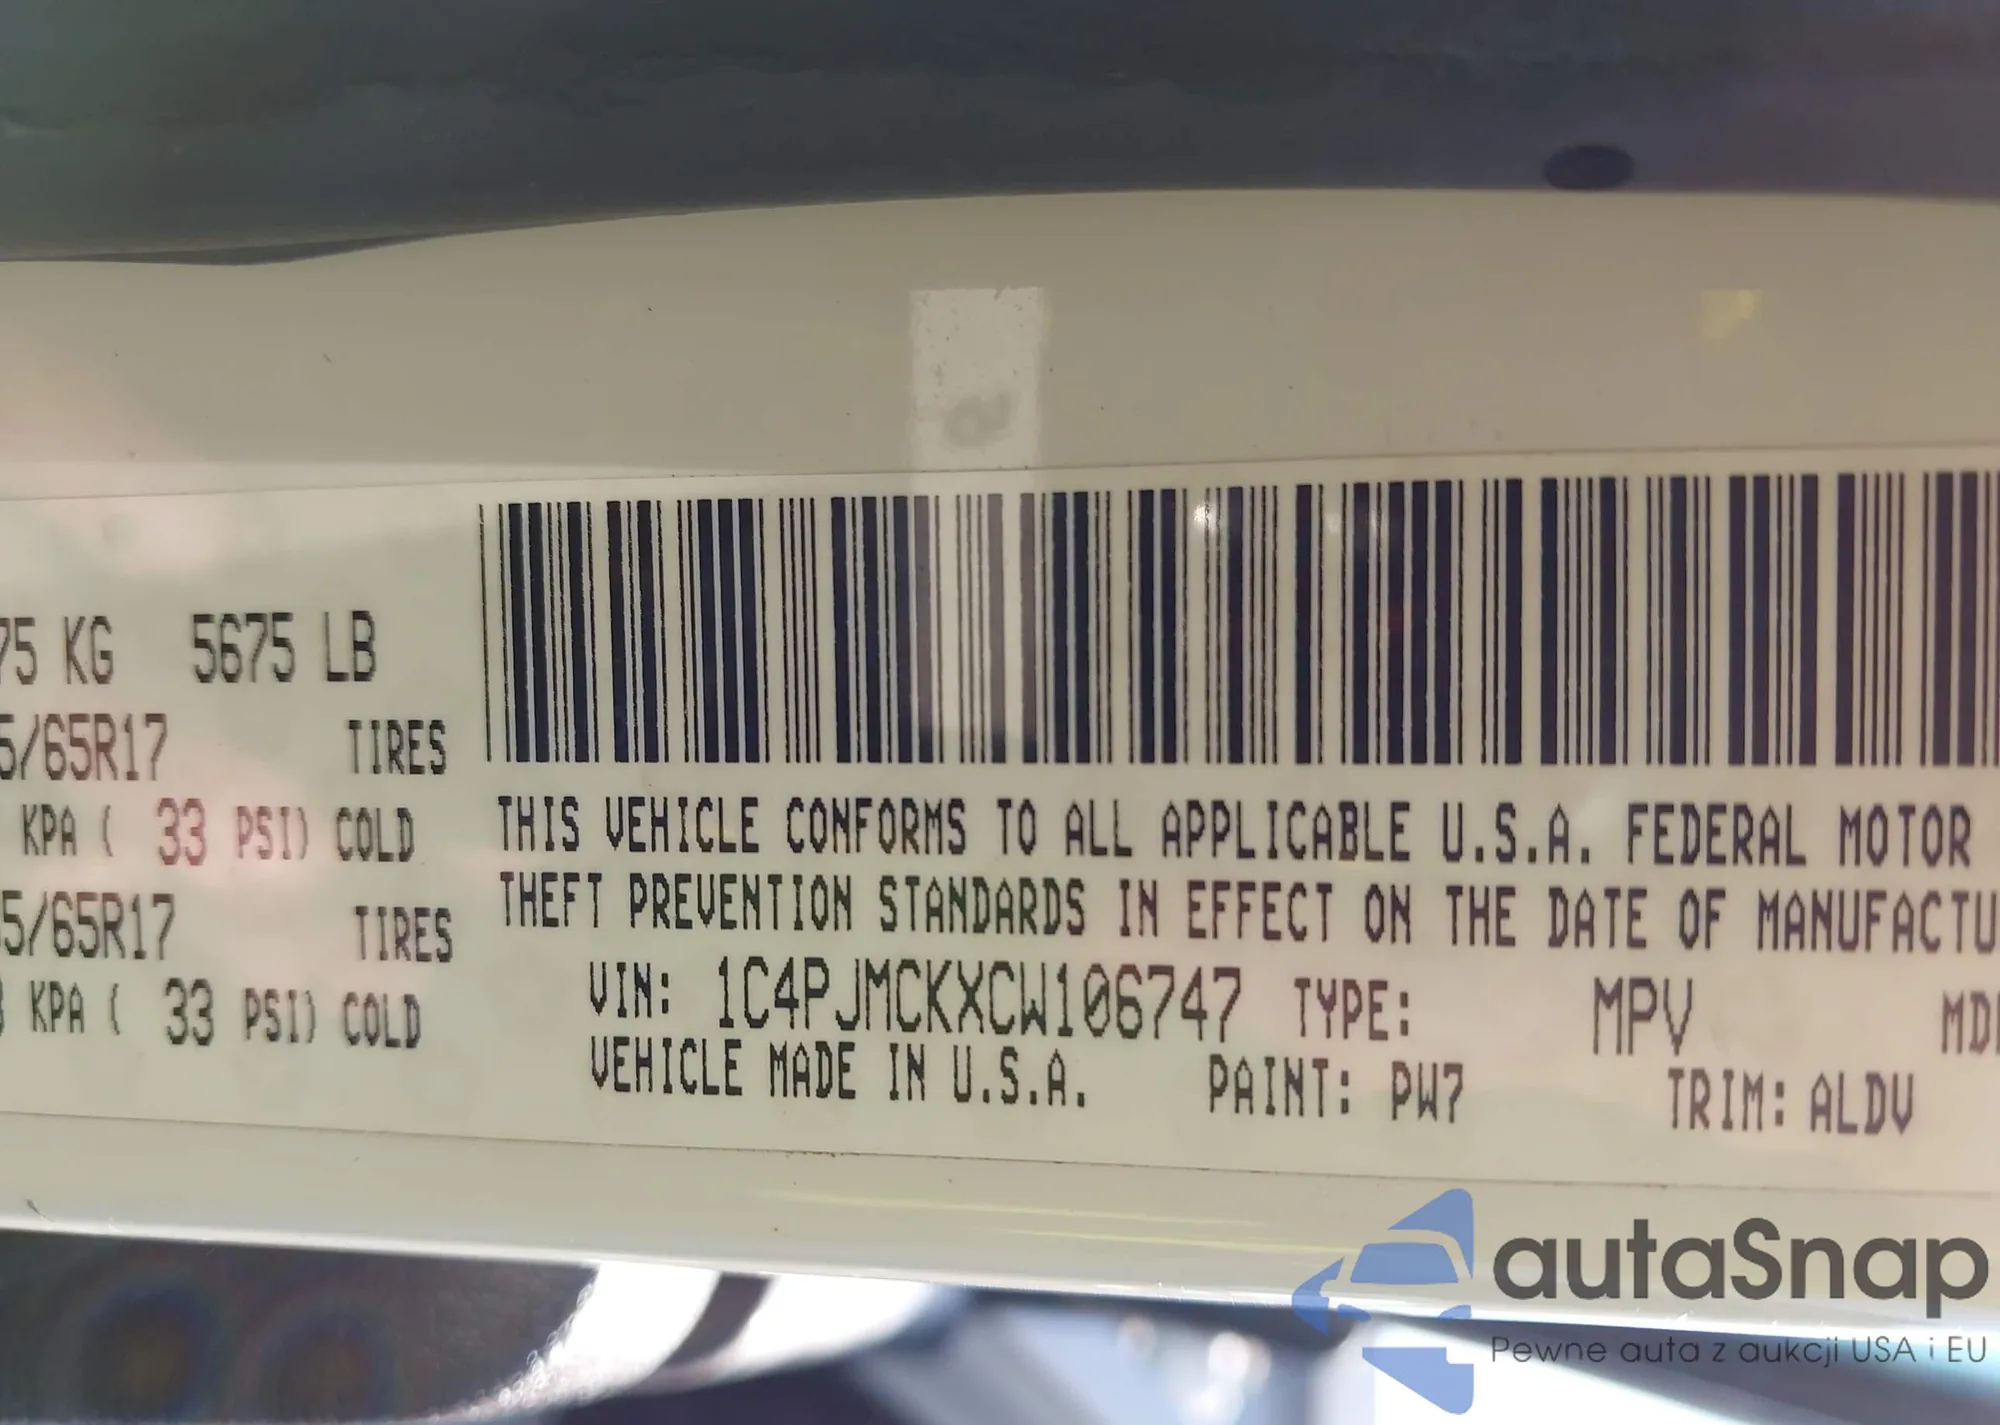 75 KG 5675 LB
5/65R17 TIRES
KPA ( 33 PSI) COLD
5/65R17 TIRES
KPA ( 33 PSI) COLD
THIS VEHICLE CONFORMS TO ALL APPLICABLE U.S.A. FEDERAL MOTOR
THEFT PREVENTION STANDARDS IN EFFECT ON THE DATE OF MANUFACTU
VIN: 1C4PJMCKXCW106747 TYPE: MPV
VEHICLE MADE IN U.S.A. PAINT: PW7 TRIM: ALDV
autaSnap
Pewne auta z aukcji USA i EU